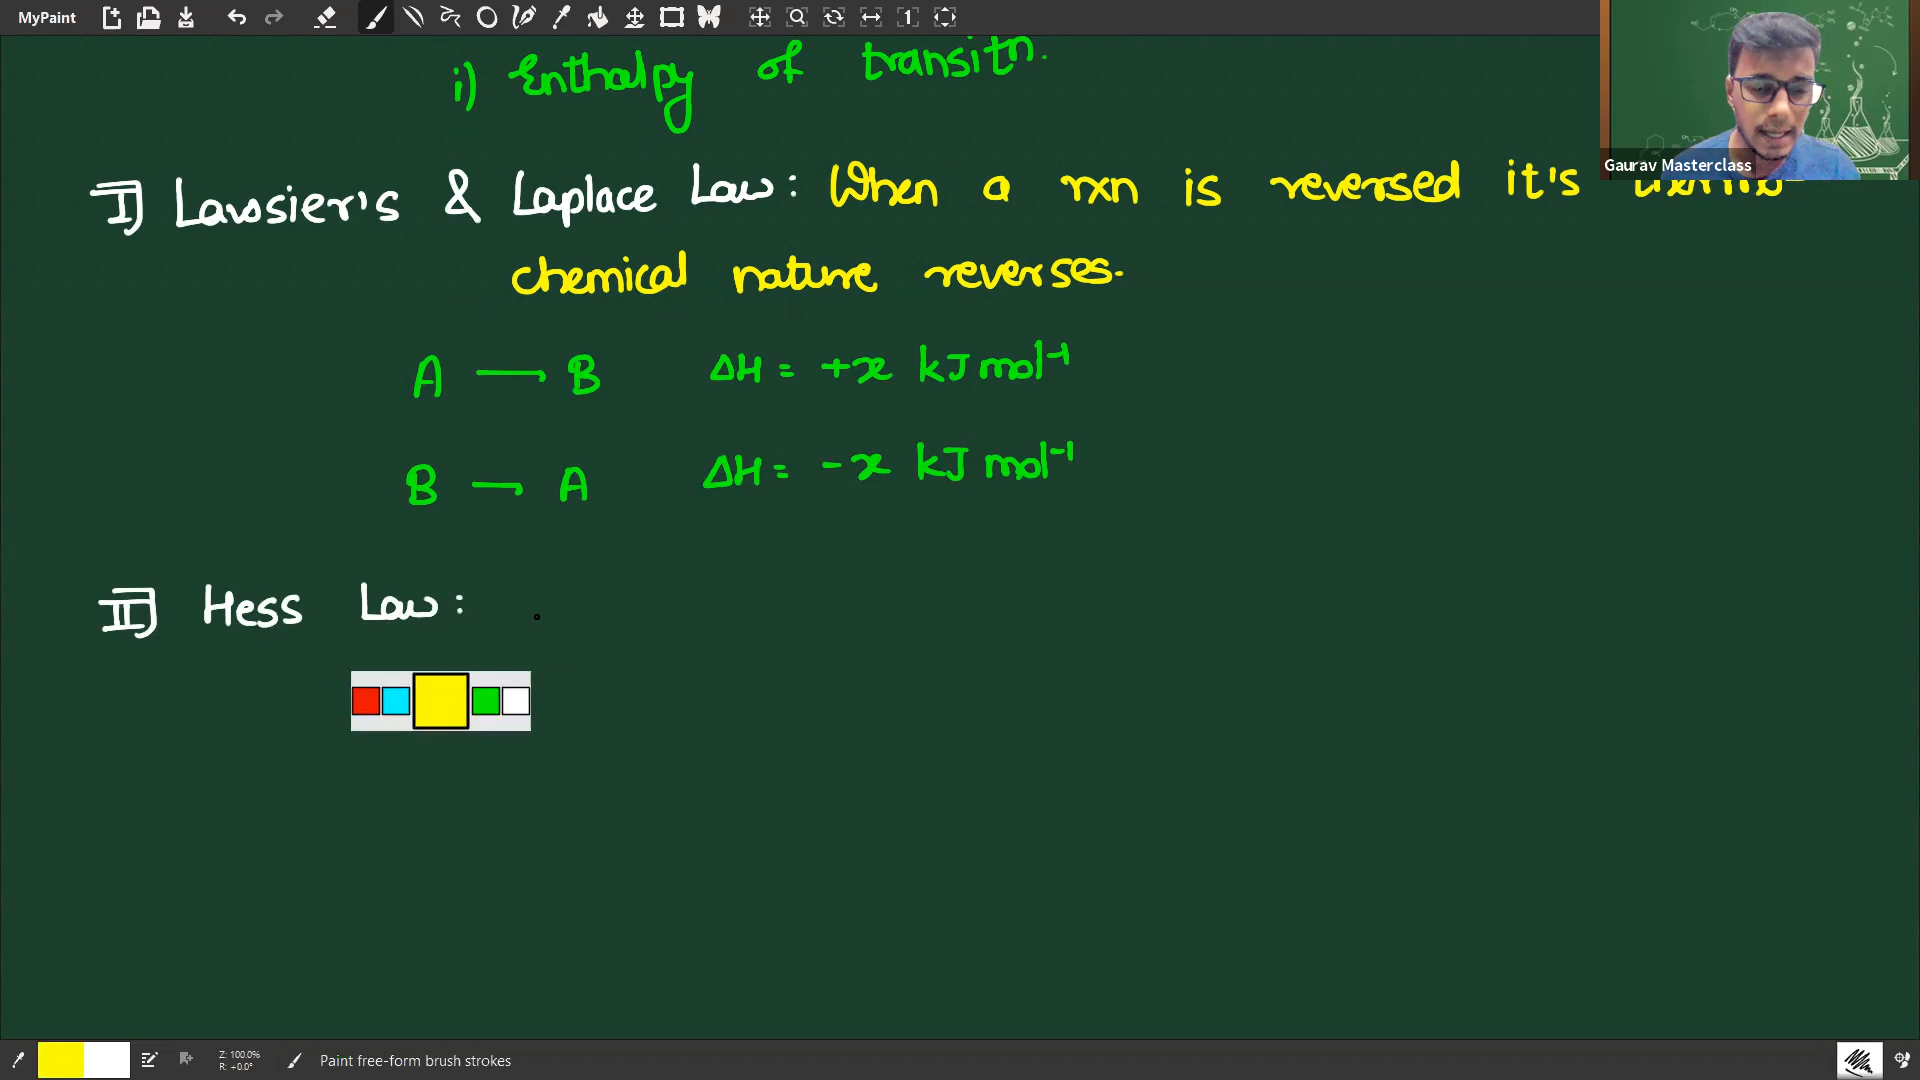 MyPaint
i) Enthalpy of transitn.
I) Lavosier's & Laplace Law: When a rxn is reversed it's
Gaurav Masterclass
chemical nature reverses.
A → B ΔH = +x kJ mol⁻¹
B → A ΔH = -x kJ mol⁻¹
II) Hess Law:
Z: 100.0%
R: +0.0°
Paint free-form brush strokes